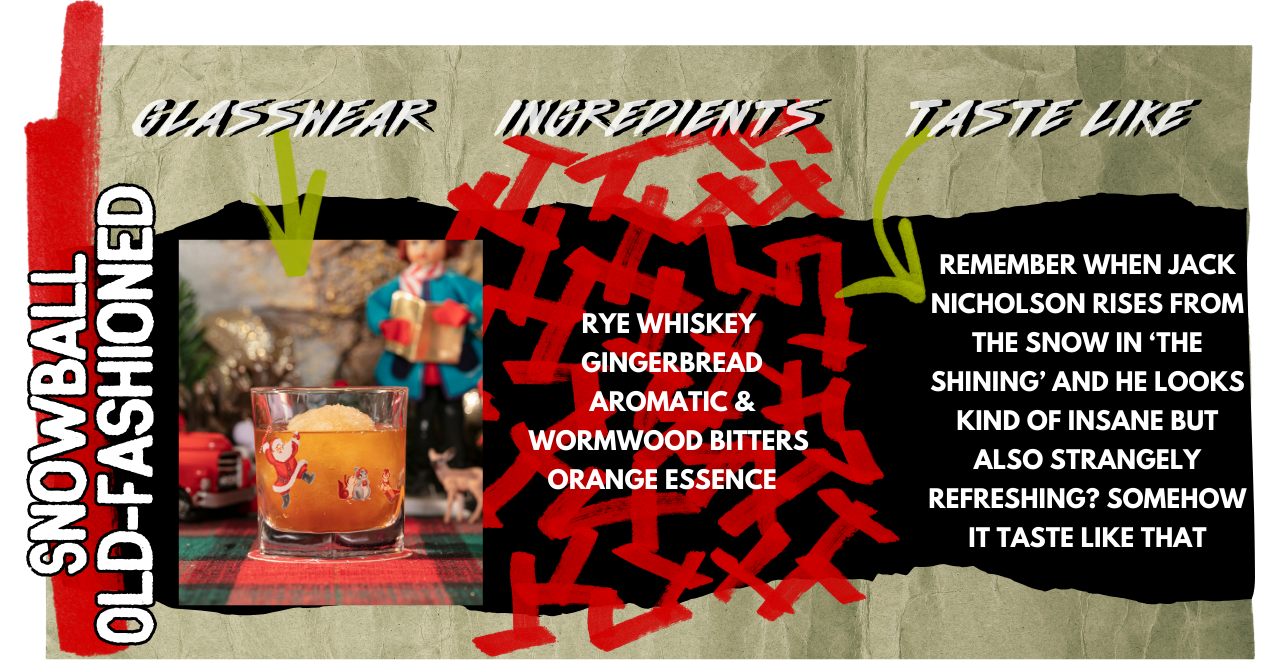 SNOWBALL
OLD-FASHIONED
GLASSWEAR
INGREDIENTS
TASTE LIKE
RYE WHISKEY
GINGERBREAD
AROMATIC &
WORMWOOD BITTERS
ORANGE ESSENCE
REMEMBER WHEN JACK
NICHOLSON RISES FROM
THE SNOW IN ‘THE
SHINING’ AND HE LOOKS
KIND OF INSANE BUT
ALSO STRANGELY
REFRESHING? SOMEHOW
IT TASTE LIKE THAT